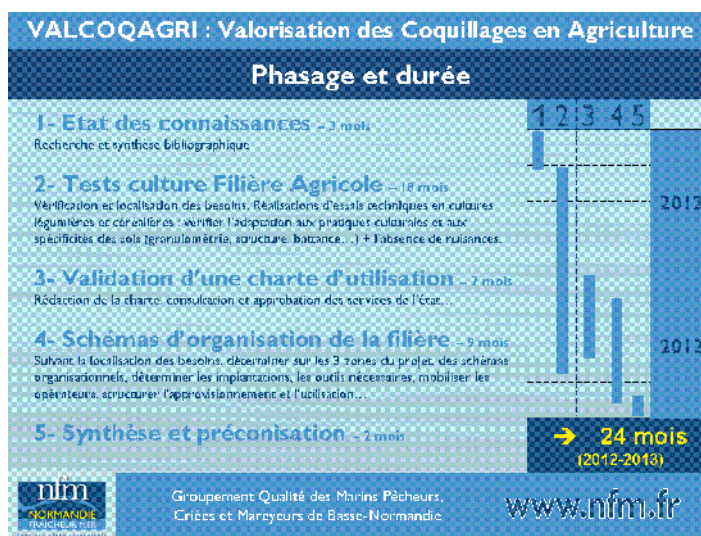 VALCOQAGRI : Valorisation des Coquillages en Agriculture
Phasage et durée
1- Etat des connaissances – 3 mois
Recherche et synthèse bibliographique
2- Tests culture Filière Agricole – 18 mois
Vérification et localisation des besoins. Réalisations d'essais techniques en cultures
légumières et céréalières : vérifier l'adaptation aux pratiques culturales et aux
spécificités des sols (granulométrie, structure, battance…) + l'absence de nuisances.
3- Validation d'une charte d'utilisation – 7 mois
Rédaction de la charte, consultation et approbation des services de l'état…
4- Schémas d'organisation de la filière – 9 mois
Suivant la localisation des besoins, déterminer sur les 3 zones du projet, des schémas
organisationnels, déterminer les implantations, les outils nécessaires, mobiliser les
opérateurs, structurer l'approvisionnement et l'utilisation…
5- Synthèse et préconisation – 2 mois
1 2 3 4 5
2012
2013
→ 24 mois
(2012-2013)
nfm
NORMANDIE
FRAÎCHEUR MER
Groupement Qualité des Marins Pêcheurs,
Criées et Mareyeurs de Basse-Normandie
www.nfm.fr